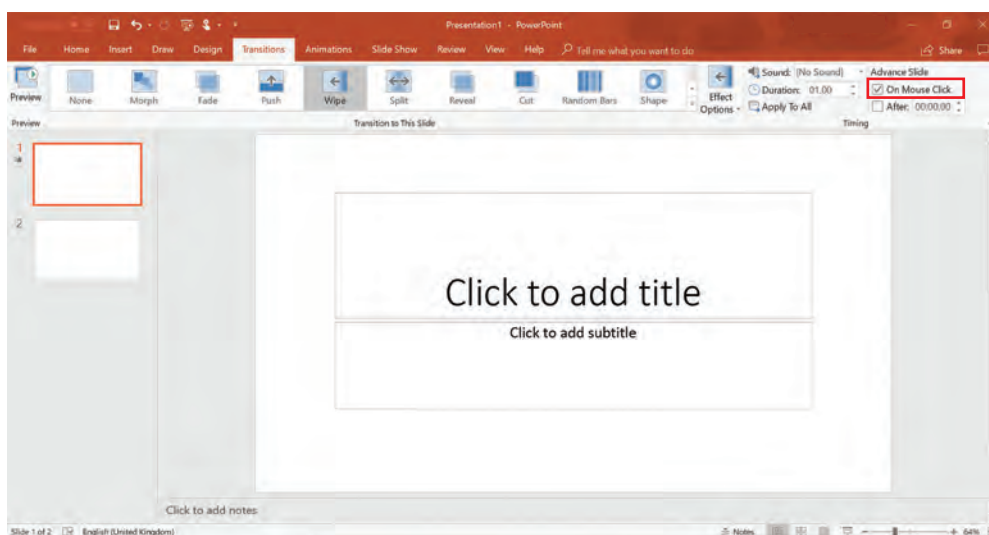 Presentation1 - PowerPoint
File Home Insert Draw Design Transitions Animations Slide Show Review View Help Tell me what you want to do Share
Preview None Morph Fade Push Wipe Split Reveal Cut Random Bars Shape Effect Options
Sound: [No Sound]
Duration: 01.00
Apply To All
Advance Slide
On Mouse Click
After: 00:00.00
Preview Transition to This Slide Timing
1
2
Click to add title
Click to add subtitle
Click to add notes
Slide 1 of 2 English (United Kingdom) Notes 64%